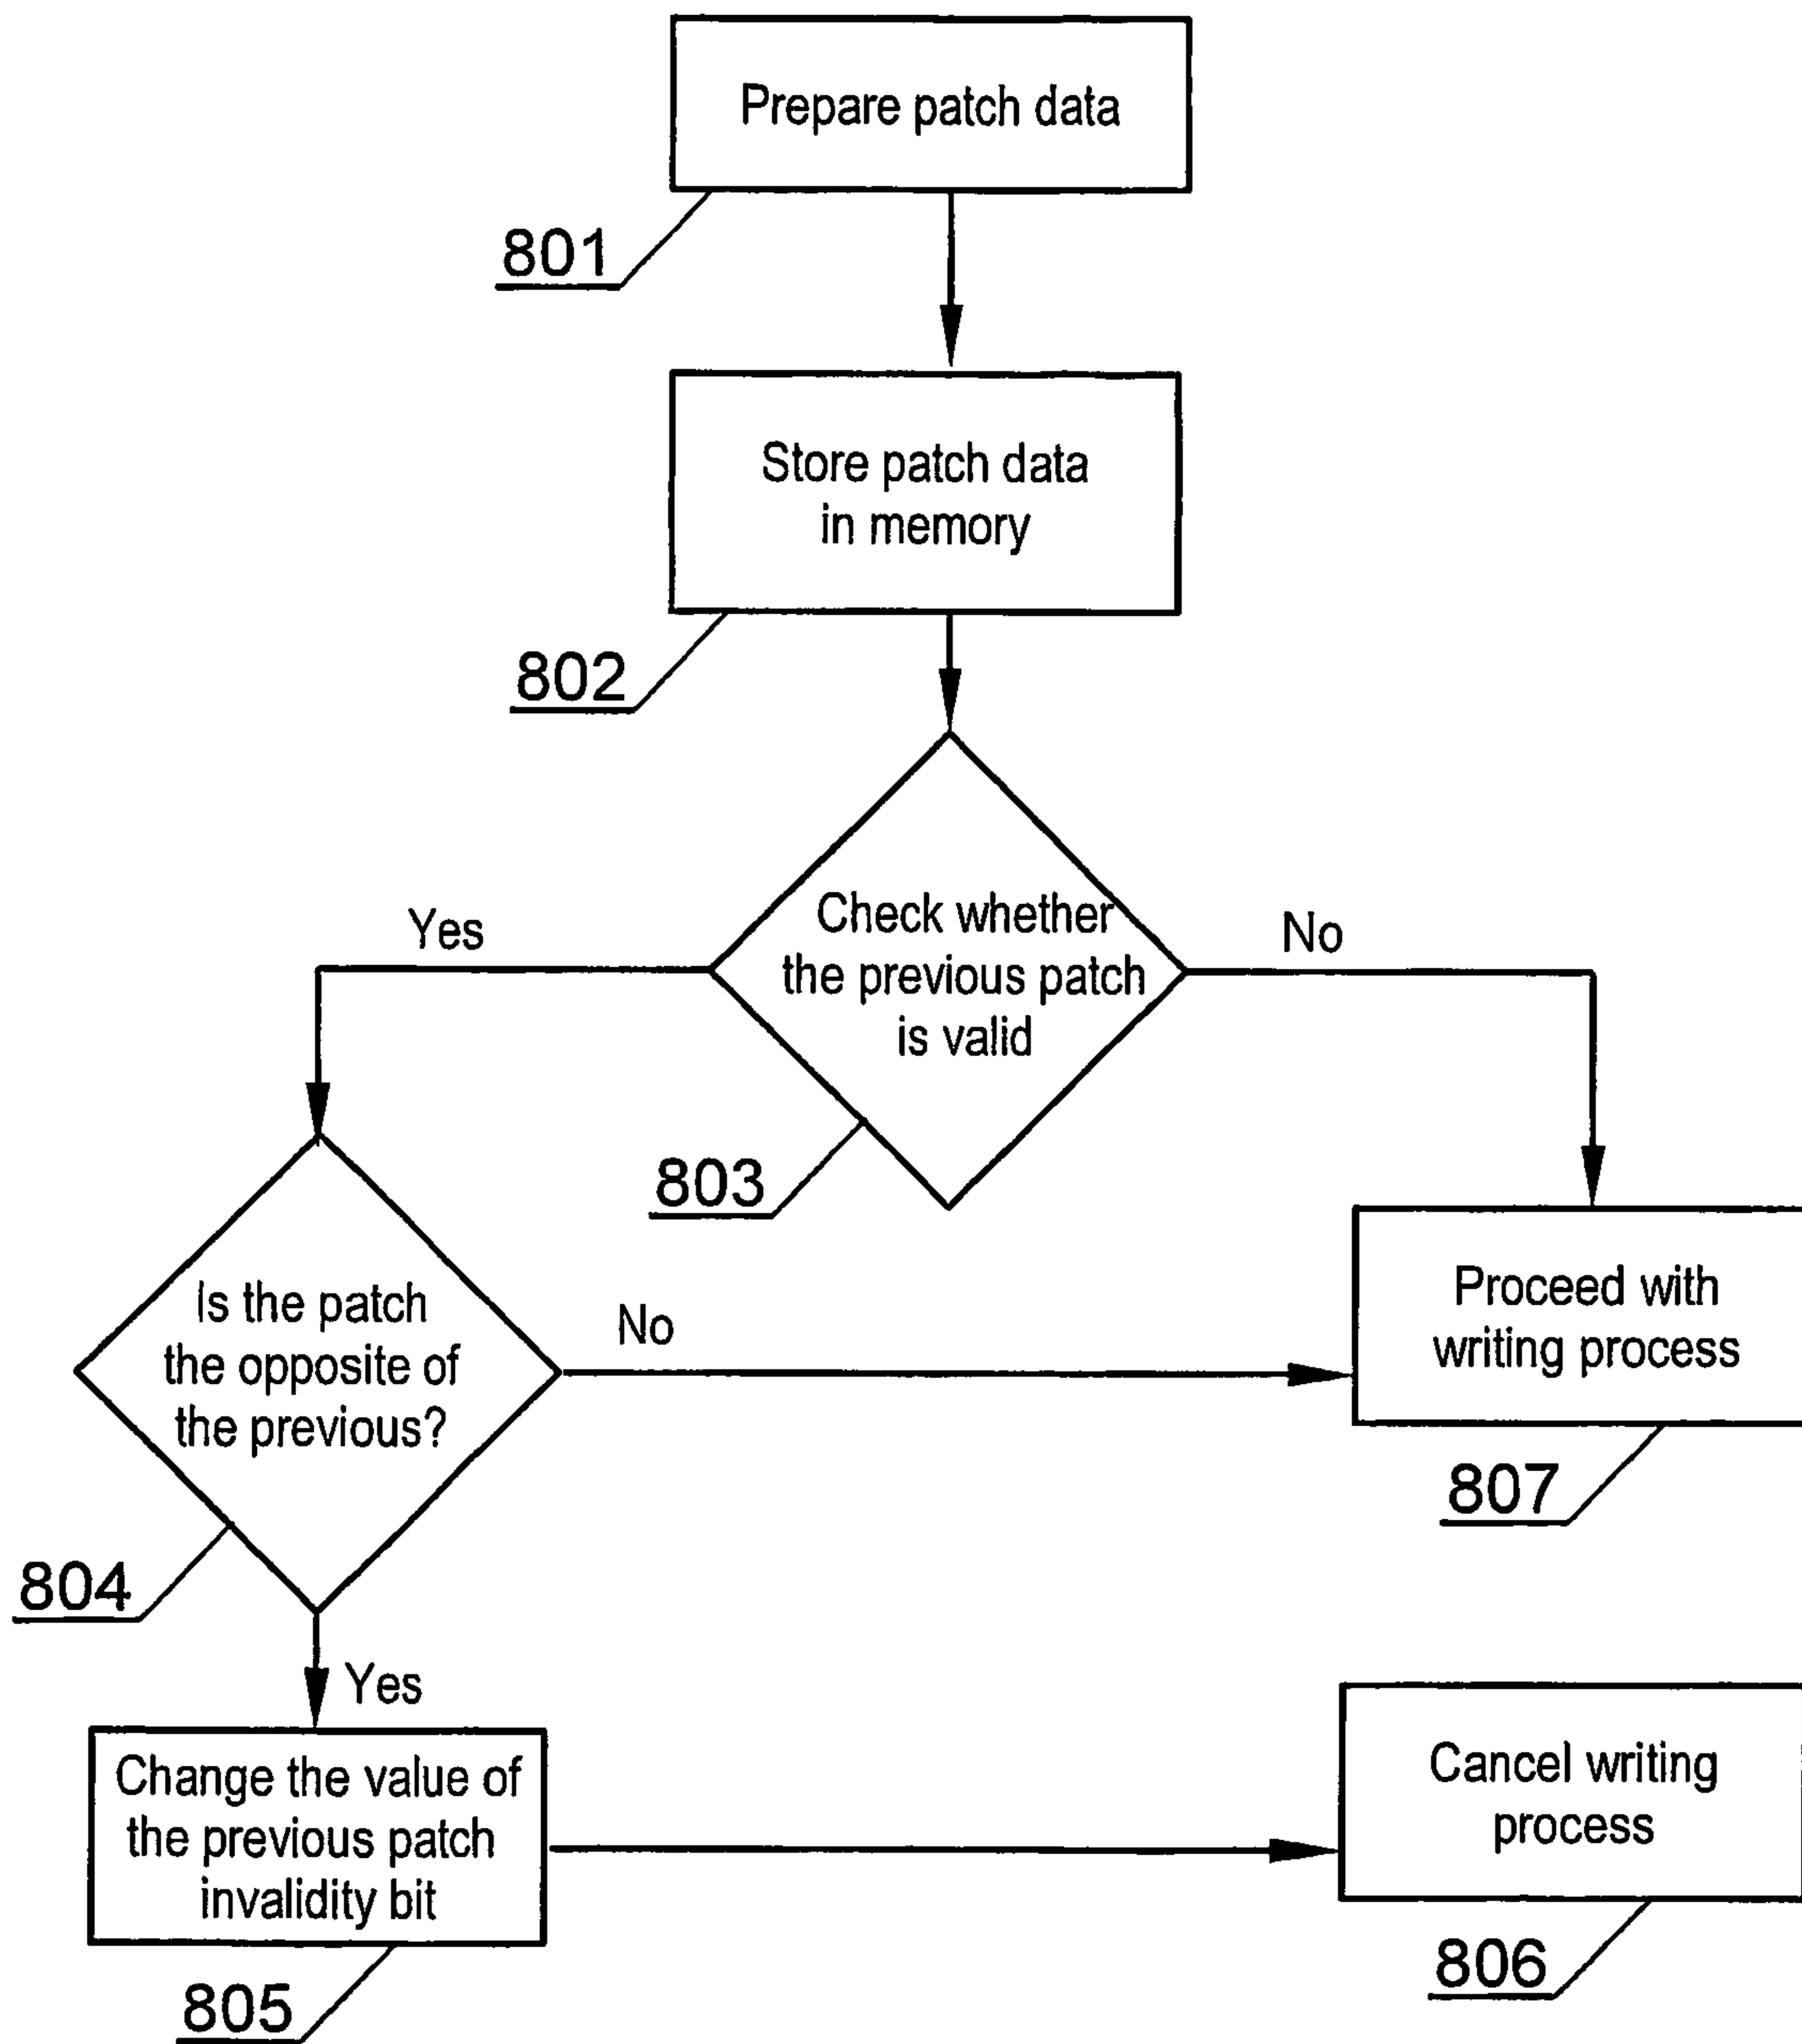 Prepare patch data
801
Store patch data
in memory
802
Check whether
the previous patch
is valid
Yes
No
803
Is the patch
the opposite of
the previous?
No
Proceed with
writing process
807
804
Yes
Change the value of
the previous patch
invalidity bit
Cancel writing
process
805
806